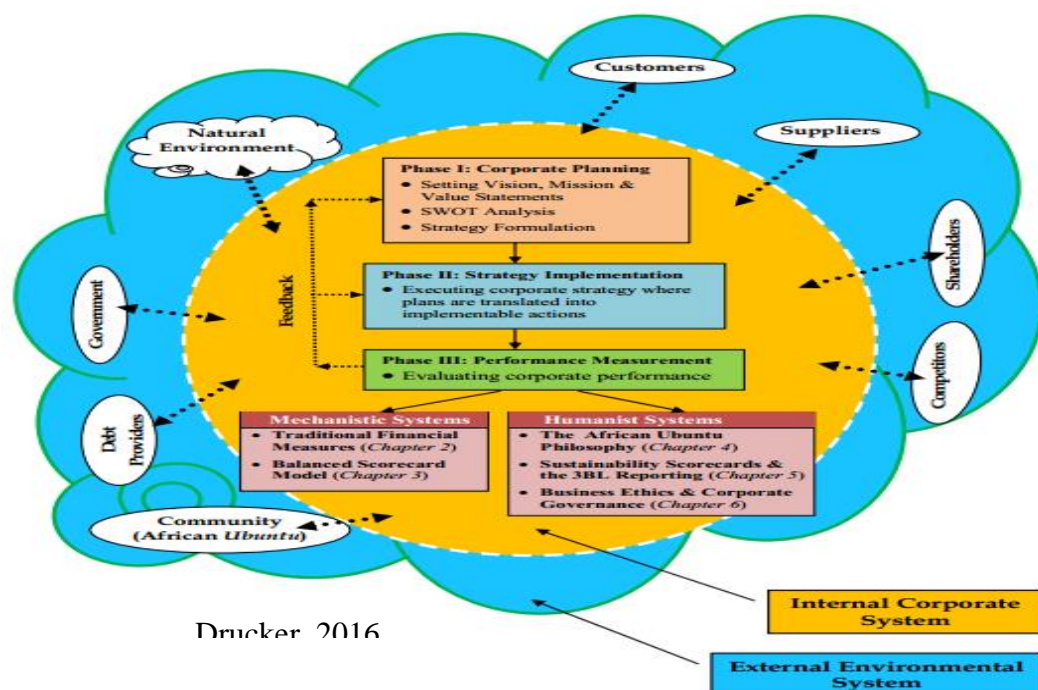 Customers
Natural
Environment
Suppliers
Phase I: Corporate Planning
● Setting Vision, Mission &
Value Statements
● SWOT Analysis
● Strategy Formulation
Shareholders
Phase II: Strategy Implementation
● Executing corporate strategy where
plans are translated into
implementable actions
Feedback
Government
Phase III: Performance Measurement
● Evaluating corporate performance
Competitors
Debt
Providers
Mechanistic Systems
● Traditional Financial
Measures (Chapter 2)
● Balanced Scorecard
Model (Chapter 3)
Humanist Systems
● The African Ubuntu
Philosophy (Chapter 4)
● Sustainability Scorecards &
the 3BL Reporting (Chapter 5)
● Business Ethics & Corporate
Governance (Chapter 6)
Community
(African Ubuntu)
Internal Corporate
System
Drucker, 2016
External Environmental
System